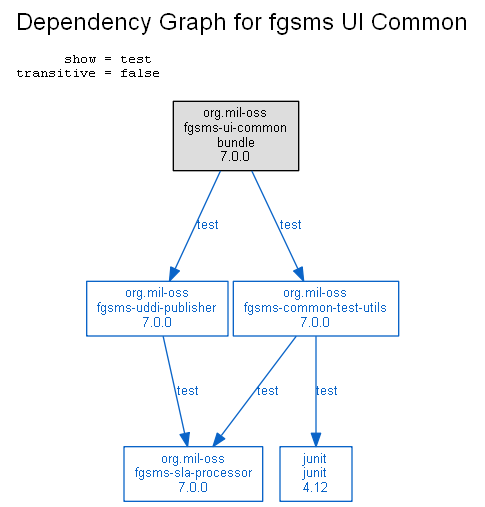 Dependency Graph for fgsms UI Common
show = test
transitive = false
org.mil-oss
fgsms-ui-common
bundle
7.0.0
test
test
org.mil-oss
fgsms-uddi-publisher
7.0.0
org.mil-oss
fgsms-common-test-utils
7.0.0
test
test
test
org.mil-oss
fgsms-sla-processor
7.0.0
junit
junit
4.12